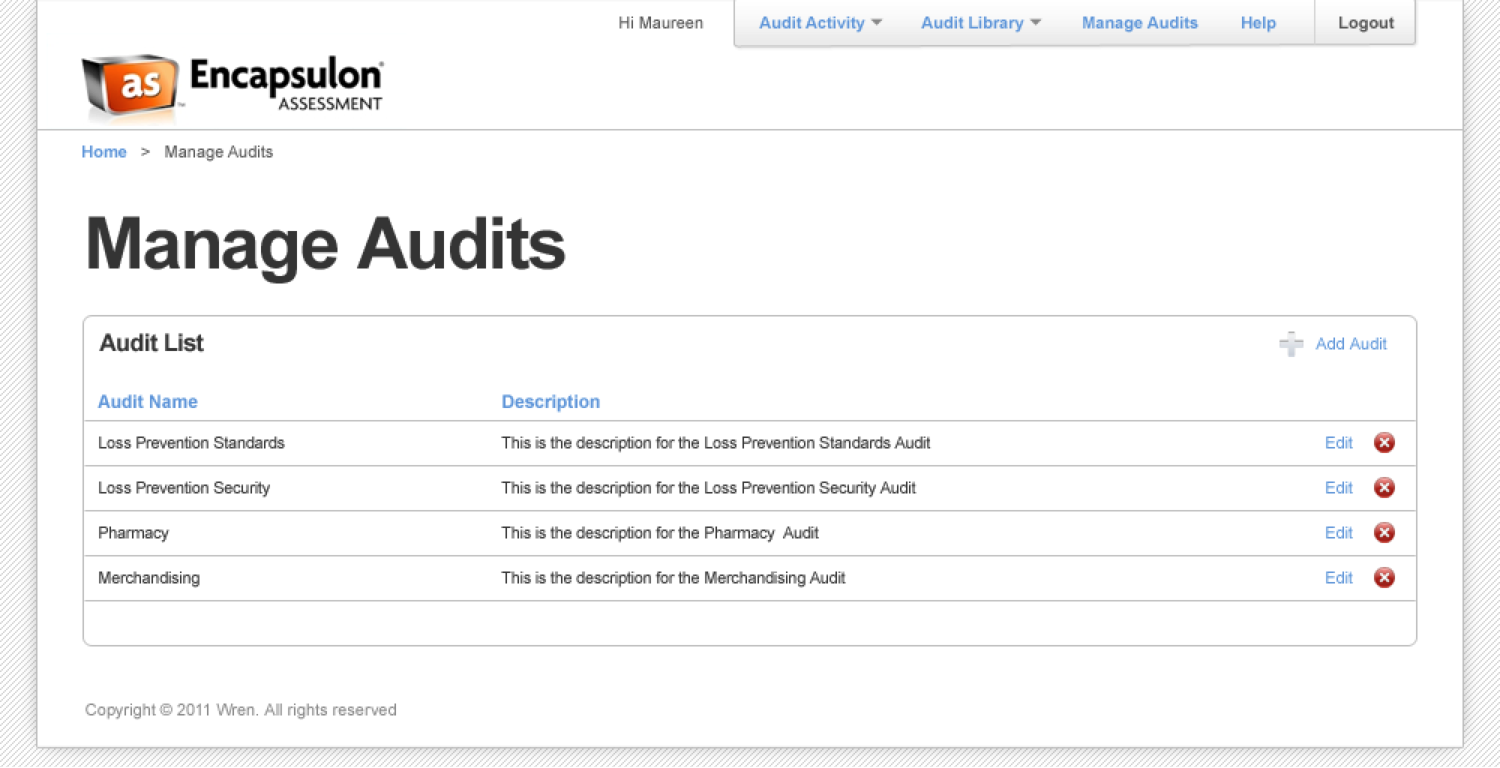 Hi Maureen Audit Activity Audit Library Manage Audits Help Logout
as Encapsulon
™ ASSESSMENT
Home > Manage Audits
Manage Audits
Audit List Add Audit
Audit Name Description
Loss Prevention Standards This is the description for the Loss Prevention Standards Audit Edit
Loss Prevention Security This is the description for the Loss Prevention Security Audit Edit
Pharmacy This is the description for the Pharmacy Audit Edit
Merchandising This is the description for the Merchandising Audit Edit
Copyright © 2011 Wren. All rights reserved